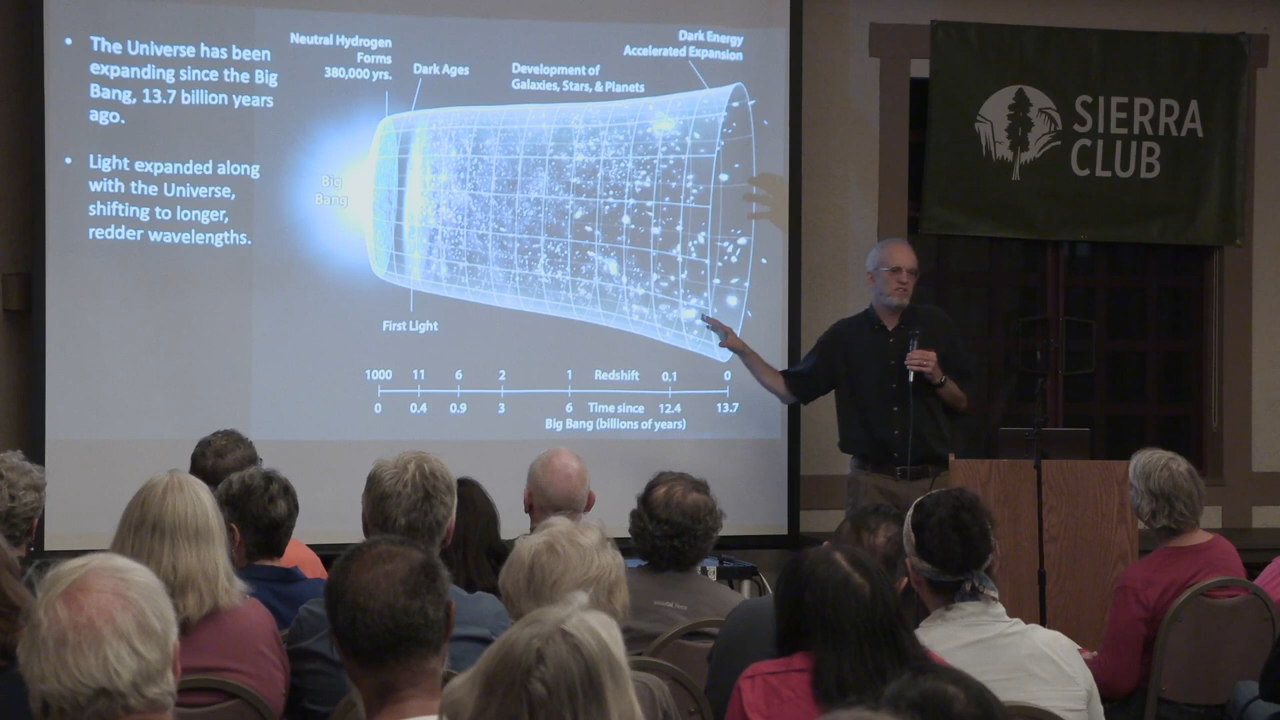 • The Universe has been
expanding since the Big
Bang, 13.7 billion years
ago.
• Light expanded along
with the Universe,
shifting to longer,
redder wavelengths.
Neutral Hydrogen
Forms
380,000 yrs.
Dark Ages
Development of
Galaxies, Stars, & Planets
Dark Energy
Accelerated Expansion
Big
Bang
First Light
1000 11 6 2 1 Redshift 0.1 0
0 0.4 0.9 3 6 Time since 12.4 13.7
Big Bang (billions of years)
SIERRA
CLUB